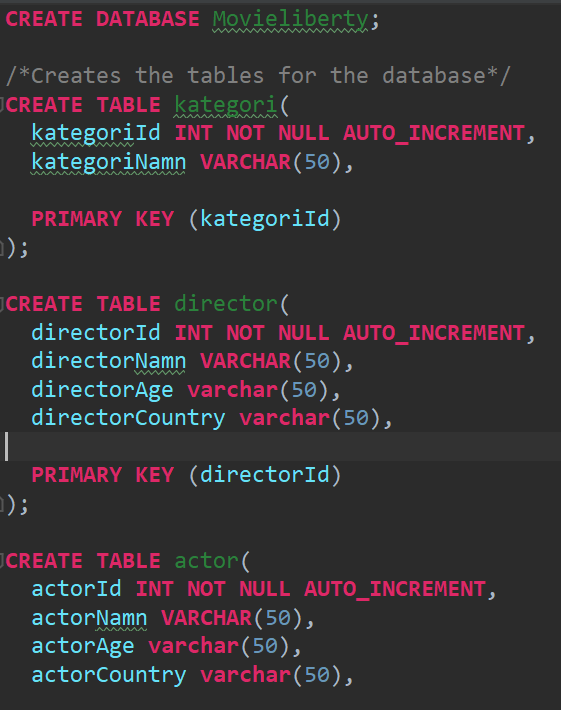 CREATE DATABASE Movieliberty;
/*Creates the tables for the database*/
CREATE TABLE kategori(
kategoriId INT NOT NULL AUTO_INCREMENT,
kategoriNamn VARCHAR(50),
PRIMARY KEY (kategoriId)
);
CREATE TABLE director(
directorId INT NOT NULL AUTO_INCREMENT,
directorNamn VARCHAR(50),
directorAge varchar(50),
directorCountry varchar(50),
PRIMARY KEY (directorId)
);
CREATE TABLE actor(
actorId INT NOT NULL AUTO_INCREMENT,
actorNamn VARCHAR(50),
actorAge varchar(50),
actorCountry varchar(50),